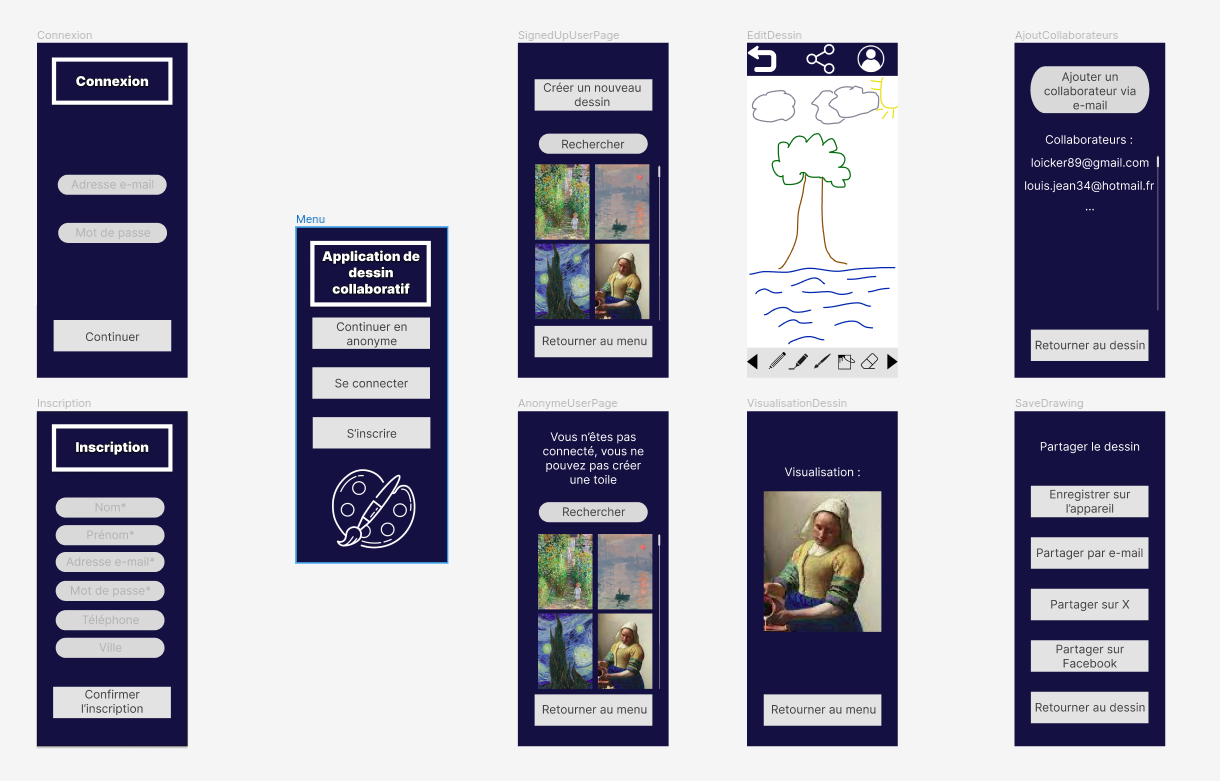 Connexion
Connexion
Adresse e-mail
Mot de passe
Continuer
Inscription
Inscription
Nom*
Prénom*
Adresse e-mail*
Mot de passe*
Téléphone
Ville
Confirmer
l'inscription
Menu
Application de
dessin
collaboratif
Continuer en
anonyme
Se connecter
S'inscrire
SignedUpUserPage
Créer un nouveau
dessin
Rechercher
Retourner au menu
AnonymeUserPage
Vous n'êtes pas
connecté, vous ne
pouvez pas créer
une toile
Rechercher
Retourner au menu
EditDessin
VisualisationDessin
Visualisation :
Retourner au menu
AjoutCollaborateurs
Ajouter un
collaborateur via
e-mail
Collaborateurs :
loicker89@gmail.com
louis.jean34@hotmail.fr
...
Retourner au dessin
SaveDrawing
Partager le dessin
Enregistrer sur
l'appareil
Partager par e-mail
Partager sur X
Partager sur
Facebook
Retourner au dessin